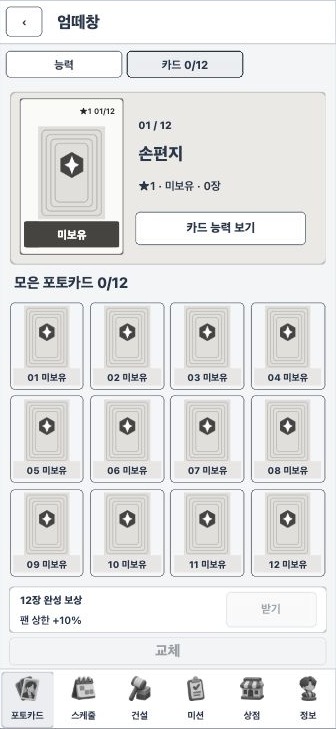 ‹ 엄떼창
능력 카드 0/12
★1 01/12
미보유
01 / 12
손편지
★1 · 미보유 · 0장
카드 능력 보기
모은 포토카드 0/12
01 미보유 02 미보유 03 미보유 04 미보유
05 미보유 06 미보유 07 미보유 08 미보유
09 미보유 10 미보유 11 미보유 12 미보유
12장 완성 보상
팬 상한 +10%
받기
교체
포토카드 스케줄 건설 미션 상점 정보